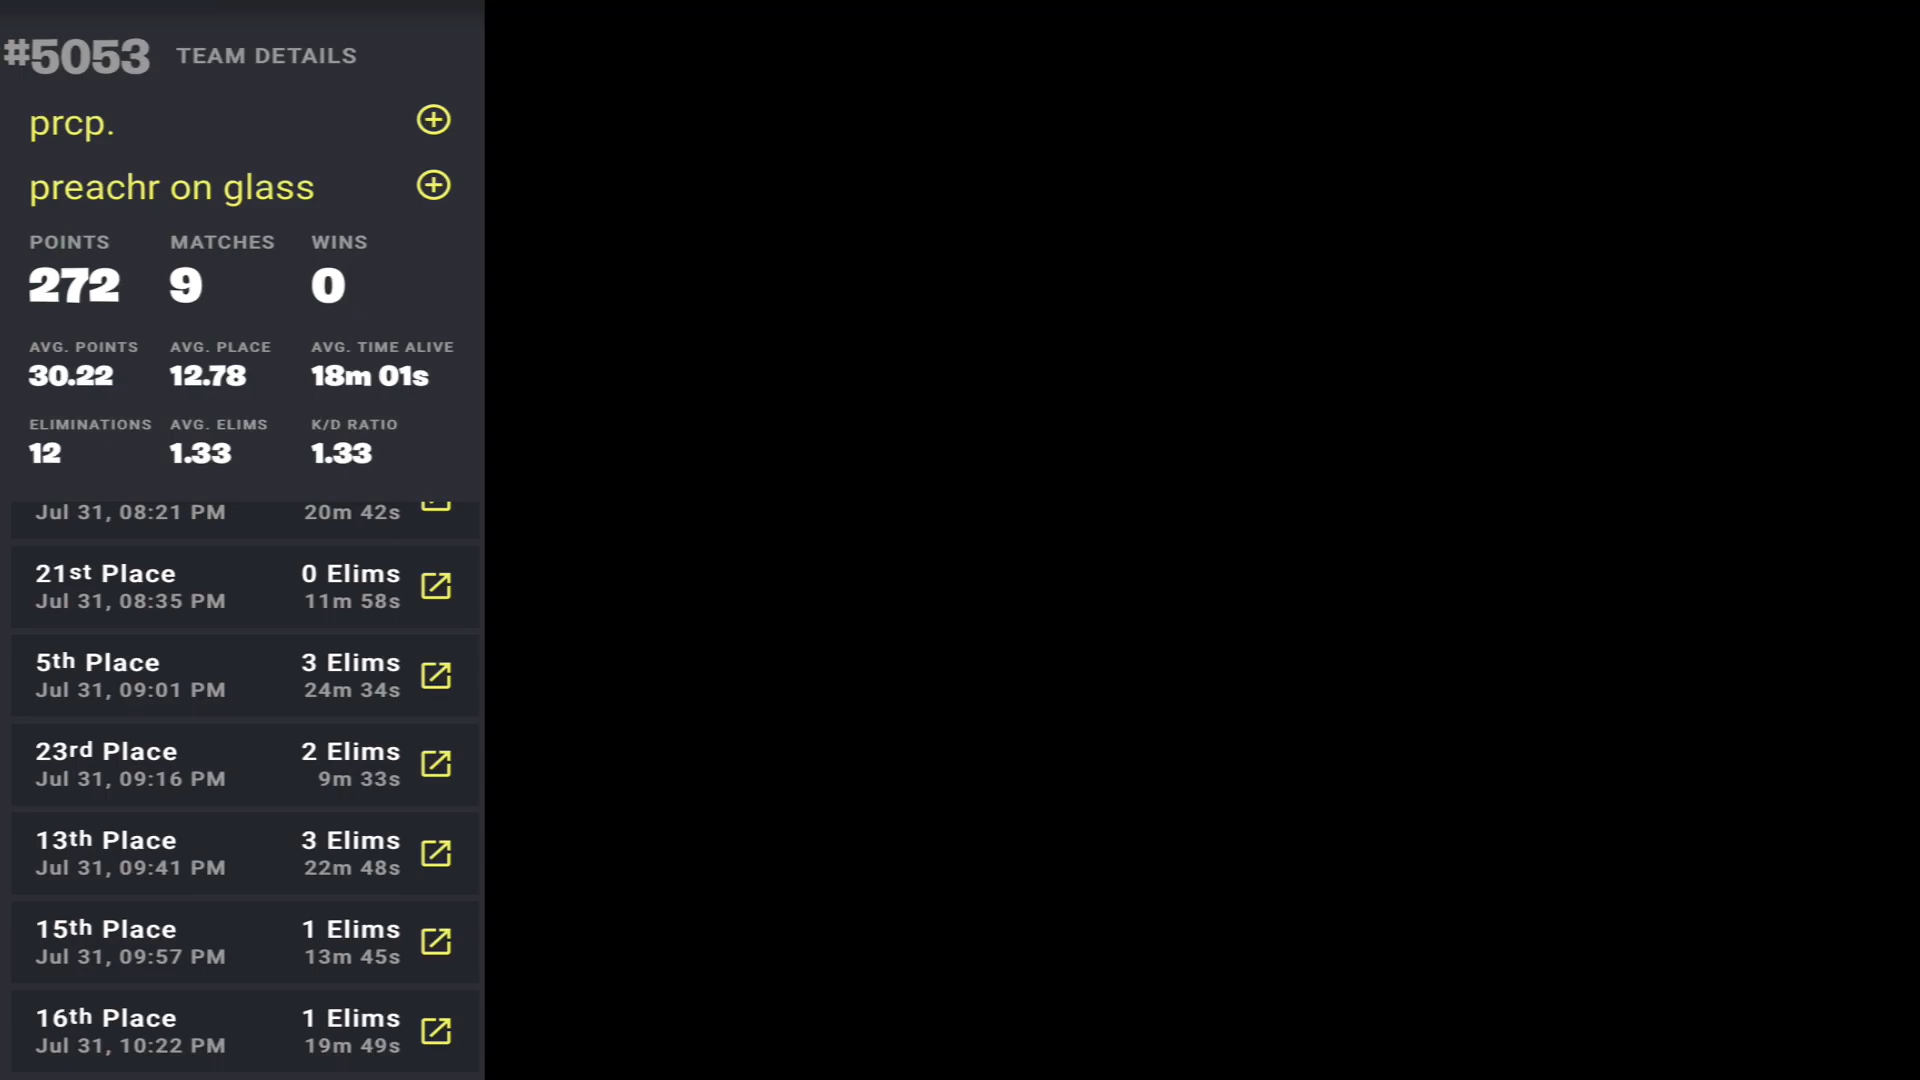 #5053 TEAM DETAILS
prcp.
preachr on glass
POINTS MATCHES WINS
272 9 0
AVG. POINTS AVG. PLACE AVG. TIME ALIVE
30.22 12.78 18m 01s
ELIMINATIONS AVG. ELIMS K/D RATIO
12 1.33 1.33
Jul 31, 08:21 PM 20m 42s
21st Place 0 Elims
Jul 31, 08:35 PM 11m 58s
5th Place 3 Elims
Jul 31, 09:01 PM 24m 34s
23rd Place 2 Elims
Jul 31, 09:16 PM 9m 33s
13th Place 3 Elims
Jul 31, 09:41 PM 22m 48s
15th Place 1 Elims
Jul 31, 09:57 PM 13m 45s
16th Place 1 Elims
Jul 31, 10:22 PM 19m 49s